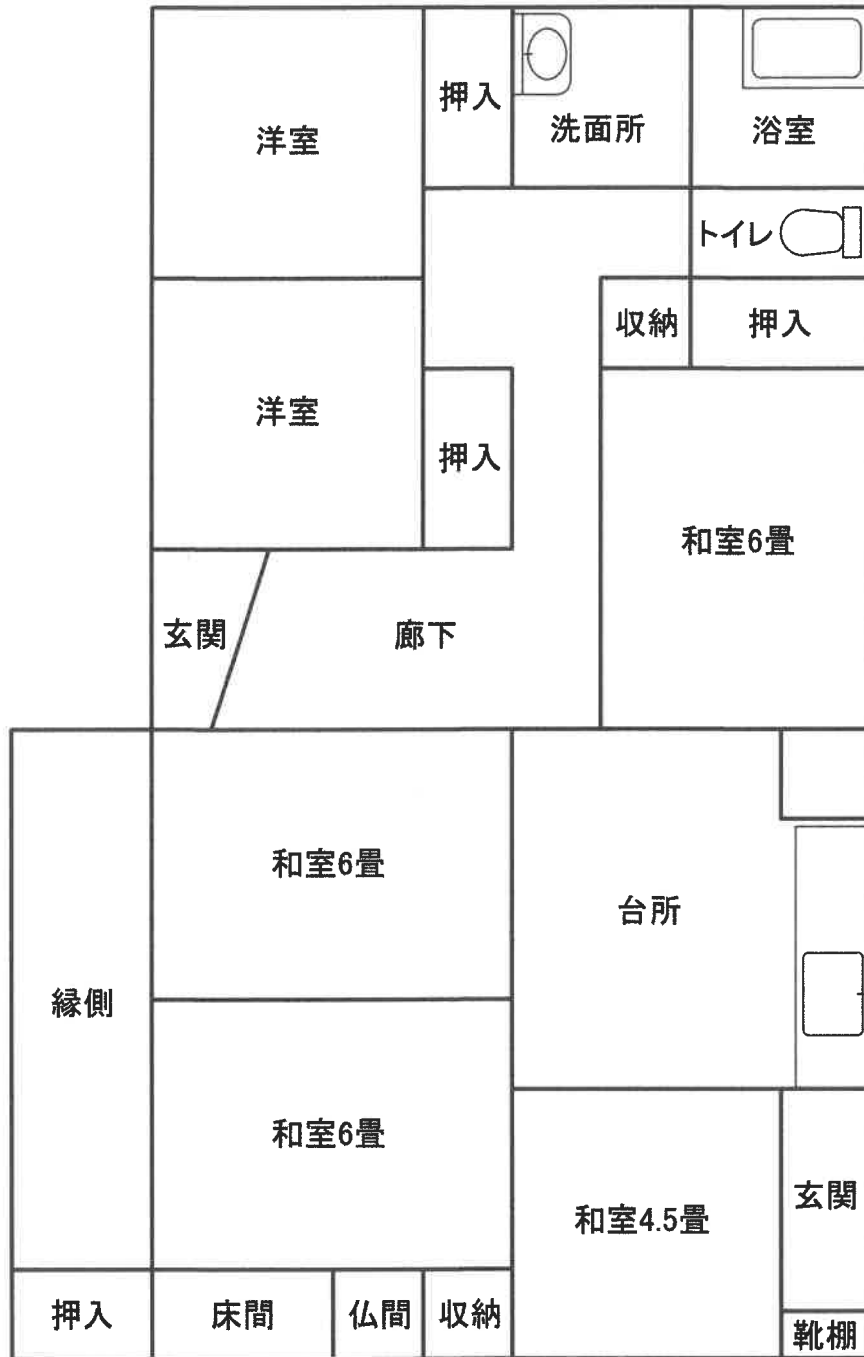 洋室
押入
洗面所
浴室
トイレ
収納
押入
洋室
押入
和室6畳
玄関
廊下
和室6畳
台所
縁側
和室6畳
和室4.5畳
玄関
押入
床間
仏間
収納
靴棚